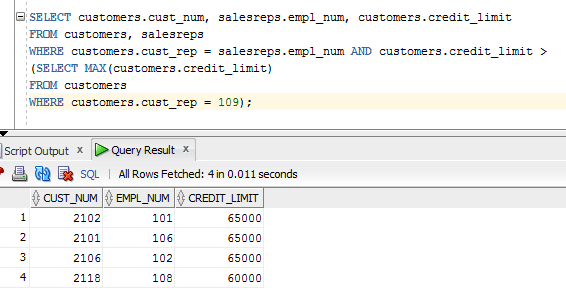 SELECT customers.cust_num, salesreps.empl_num, customers.credit_limit
FROM customers, salesreps
WHERE customers.cust_rep = salesreps.empl_num AND customers.credit_limit >
(SELECT MAX(customers.credit_limit)
FROM customers
WHERE customers.cust_rep = 109);
Script Output x Query Result x
SQL | All Rows Fetched: 4 in 0.011 seconds
CUST_NUM EMPL_NUM CREDIT_LIMIT
1 2102 101 65000
2 2101 106 65000
3 2106 102 65000
4 2118 108 60000